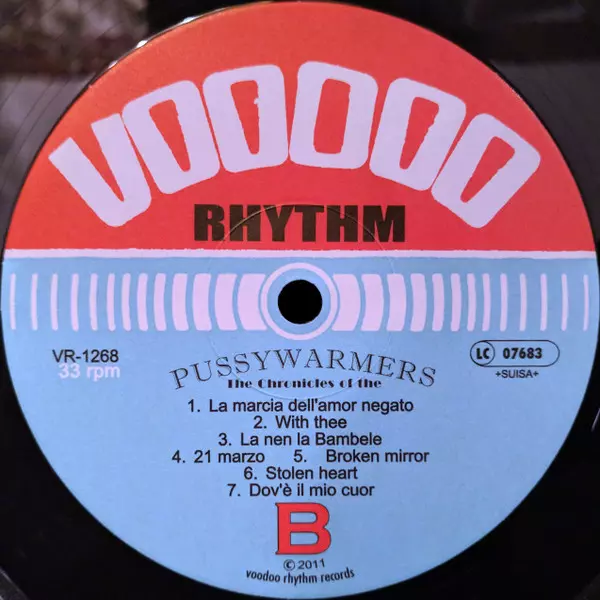 VOODOO
RHYTHM
VR-1268
33 rpm
LC 07683
+SUISA+
PUSSYWARMERS
The Chronicles of the
1. La marcia dell'amor negato
2. With thee
3. La nen la Bambele
4. 21 marzo 5. Broken mirror
6. Stolen heart
7. Dov'è il mio cuor
B
© 2011
voodoo rhythm records